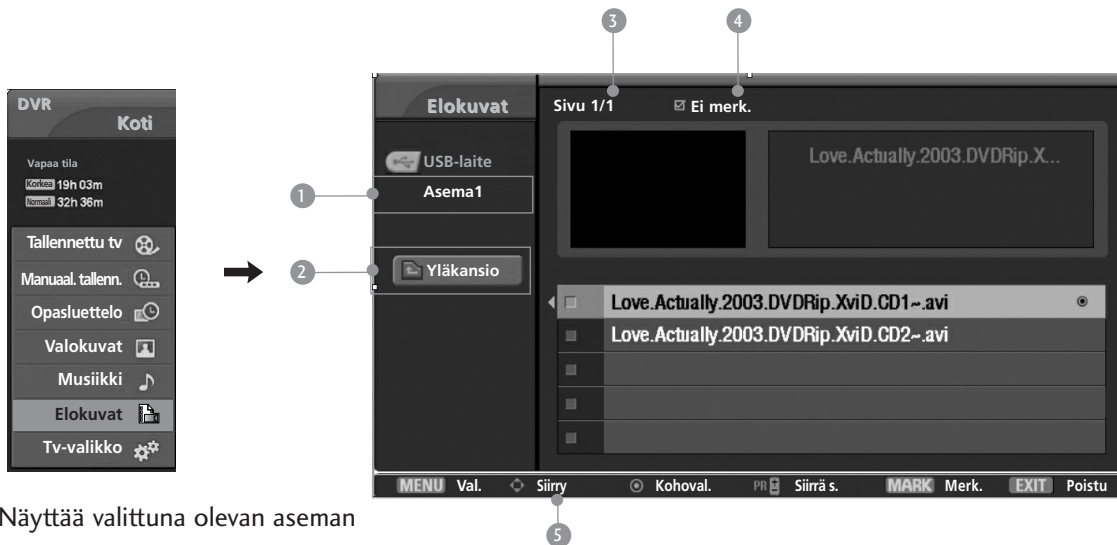 3
4
DVR
Koti
Vapaa tila
Korkea 19h 03m
Normaali 32h 36m
Tallennettu tv
Manuaal. tallenn.
Opasluettelo
Valokuvat
Musiikki
Elokuvat
Tv-valikko
Elokuvat
USB-laite
1
Asema1
2
Yläkansio
Sivu 1/1
Ei merk.
Love.Actually.2003.DVDRip.X...
Love.Actually.2003.DVDRip.XviD.CD1~.avi
Love.Actually.2003.DVDRip.XviD.CD2~.avi
MENU Val. Siirry Kohoval. PR Siirrä s. MARK Merk. EXIT Poistu
Näyttää valittuna olevan aseman
5